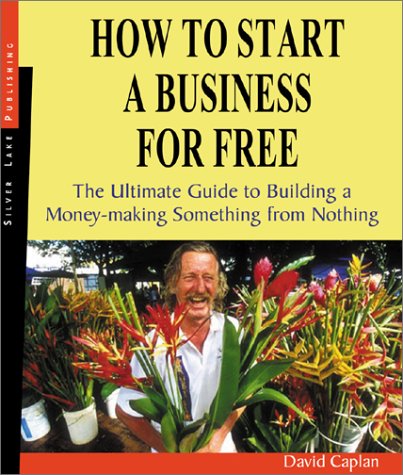 HOW TO START
A BUSINESS
FOR FREE
The Ultimate Guide to Building a
Money-making Something from Nothing
SILVER LAKE PUBLISHING
David Caplan